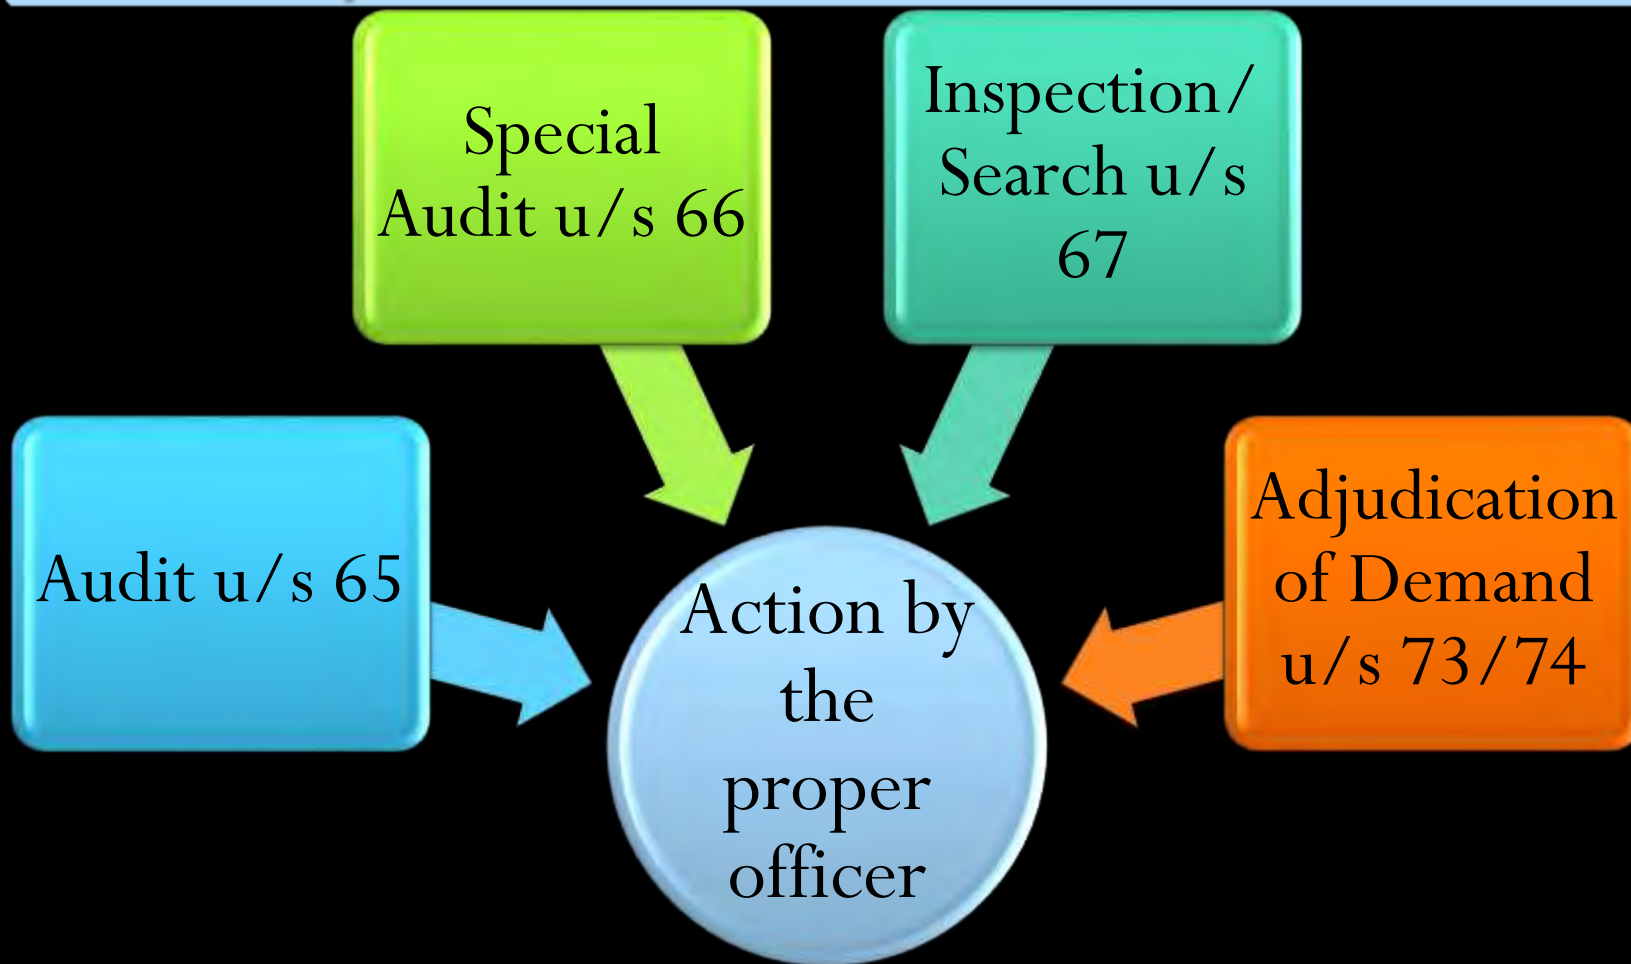 Special
Audit u/s 66
Inspection/
Search u/s
67
Audit u/s 65
Adjudication
of Demand
u/s 73/74
Action by
the
proper
officer